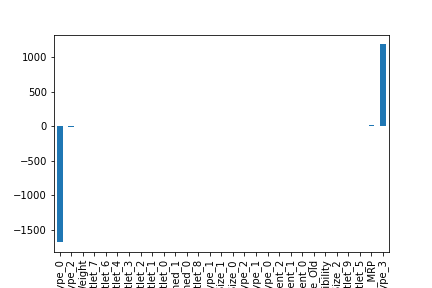 1000
500
0
−500
−1000
−1500
ype_0
ype_2
/eight
tlet_7
tlet_6
tlet_4
tlet_3
tlet_2
tlet_1
tlet_0
ned_1
ned_0
tlet_8
ype_1
ize_1
ize_0
ype_2
ype_1
ype_0
ent_2
ent_1
ent_0
e_Old
ibility
ize_2
tlet_9
tlet_5
_MRP
ype_3